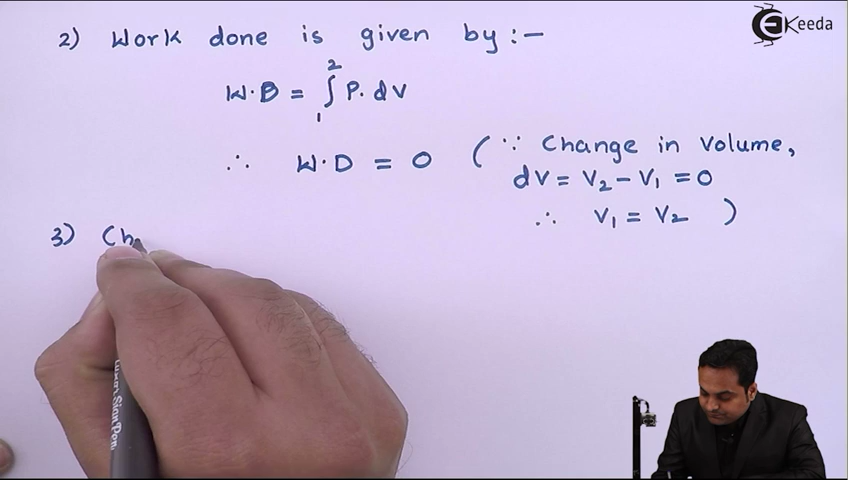 Keeda
2) Work done is given by :-
W.D = ∫₁² P. dV
∴ W.D = 0 ( ∵ Change in Volume,
dV = V₂ - V₁ = 0
∴ V₁ = V₂ )
3) Ch